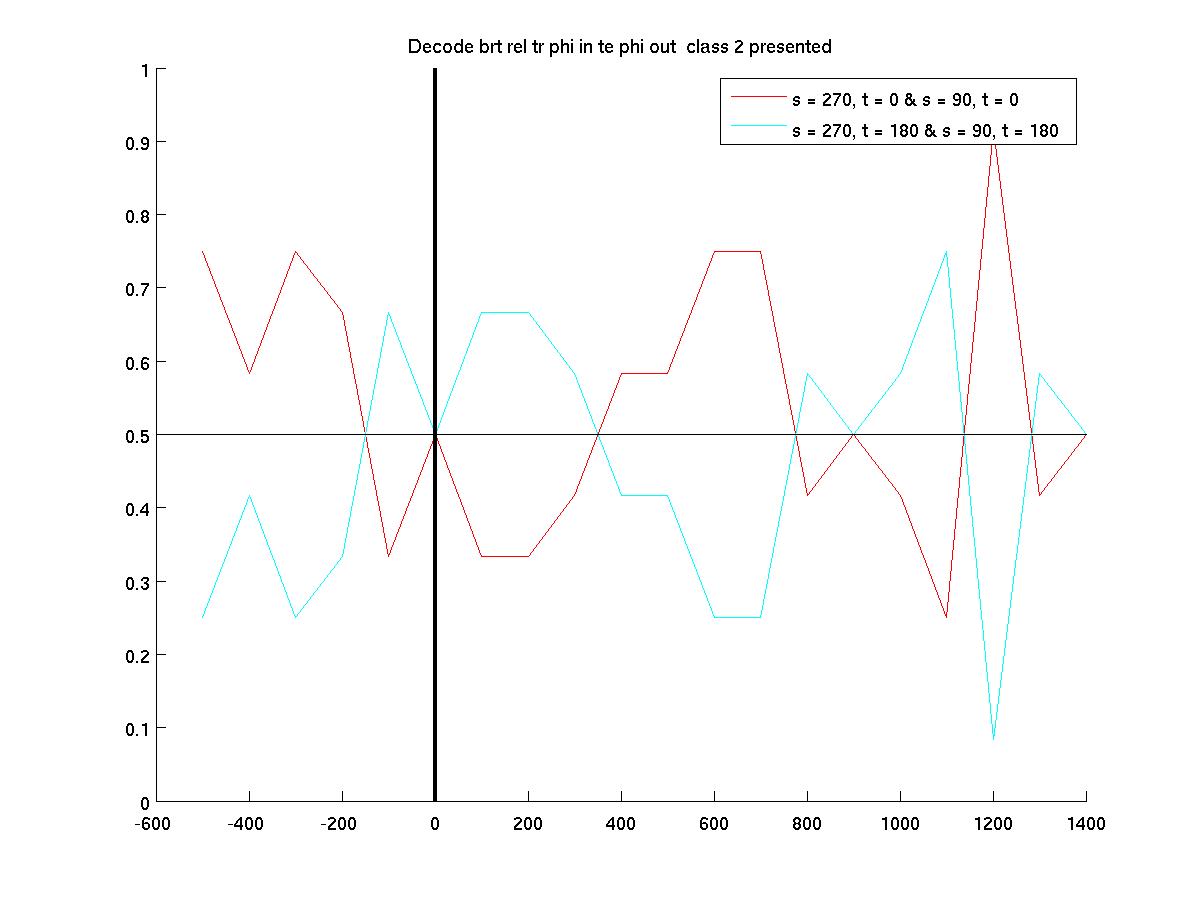 Decode brt rel tr phi in te phi out  class 2 presented
s = 270, t = 0 & s = 90, t = 0
s = 270, t = 180 & s = 90, t = 180
1
0.9
0.8
0.7
0.6
0.5
0.4
0.3
0.2
0.1
0
-600 -400 -200 0 200 400 600 800 1000 1200 1400